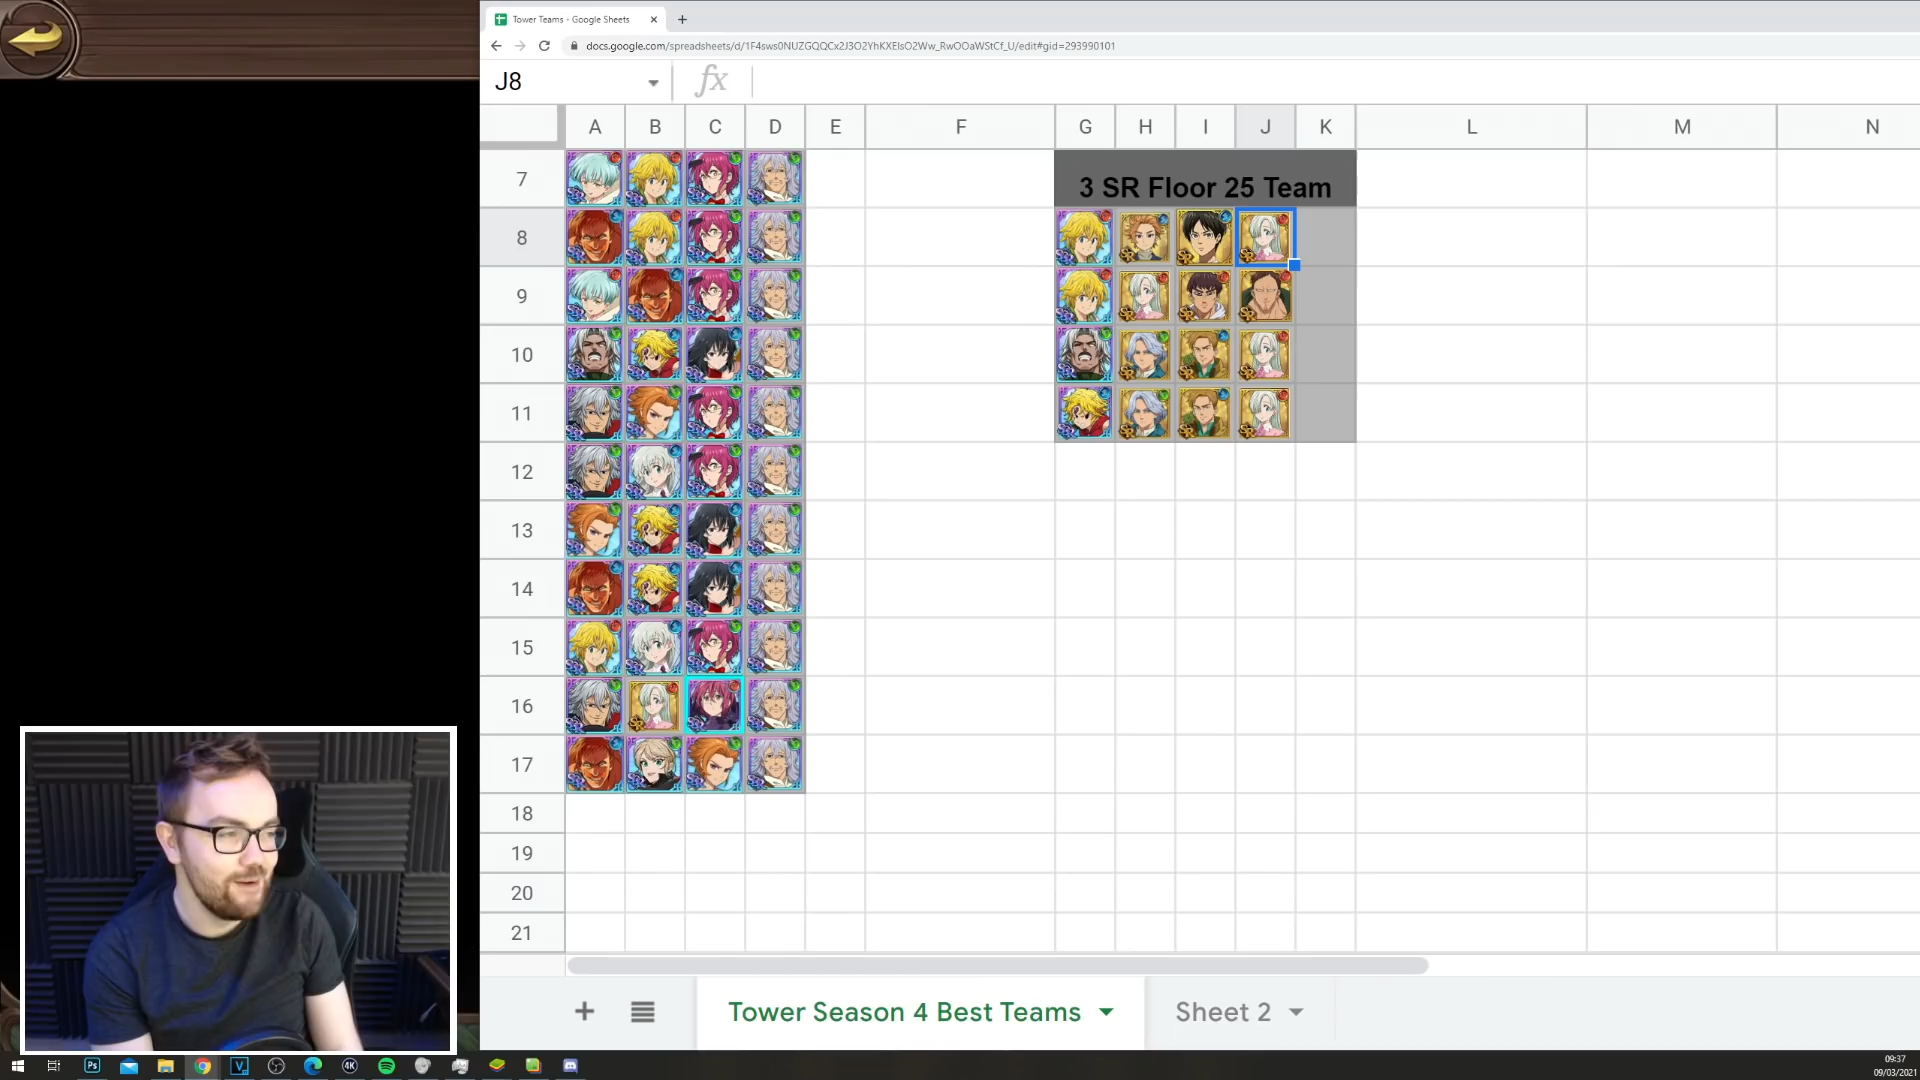 Tower Teams - Google Sheets
docs.google.com/spreadsheets/d/1F4sws0NUZGQQCx2J3O2YhKXEIsO2Ww_RwOOaWStCf_U/edit#gid=293990101
J8 fx
A B C D E F G H I J K L M N
7 3 SR Floor 25 Team
8
9
10
11
12
13
14
15
16
17
18
19
20
21
+ Tower Season 4 Best Teams Sheet 2
Ps V 4K
09:37
09/03/2021